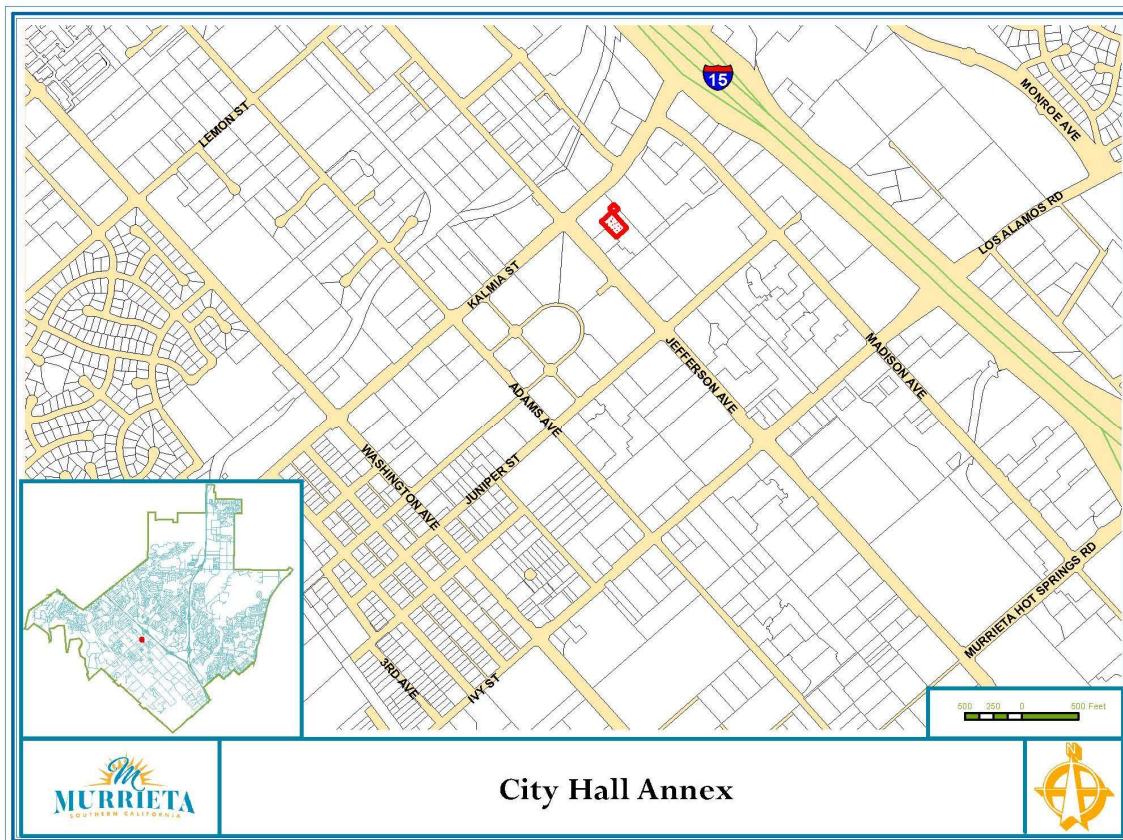 15
MONROE AVE
LEMON ST
LOS ALAMOS RD
KALMIA ST
JEFFERSON AVE
MADISON AVE
ADAMS AVE
WASHINGTON AVE
JUNIPER ST
MURRIETA HOT SPRINGS RD
3RD AVE
IVY ST
500 250 0 500 Feet
M
MURRIETA
SOUTHERN CALIFORNIA
City Hall Annex
N